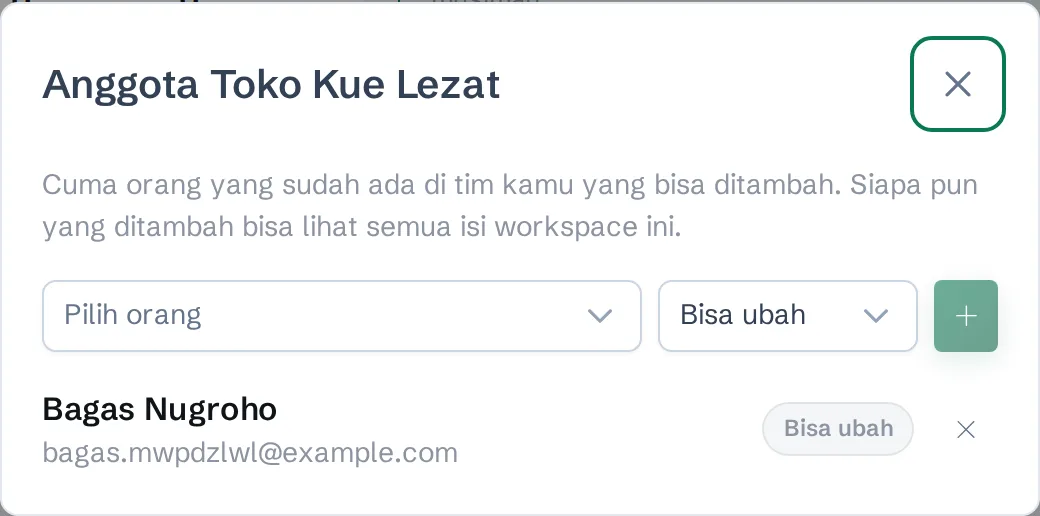 Anggota Toko Kue Lezat
Cuma orang yang sudah ada di tim kamu yang bisa ditambah. Siapa pun
yang ditambah bisa lihat semua isi workspace ini.
Pilih orang
Bisa ubah
Bagas Nugroho
bagas.mwpdzlwl@example.com
Bisa ubah